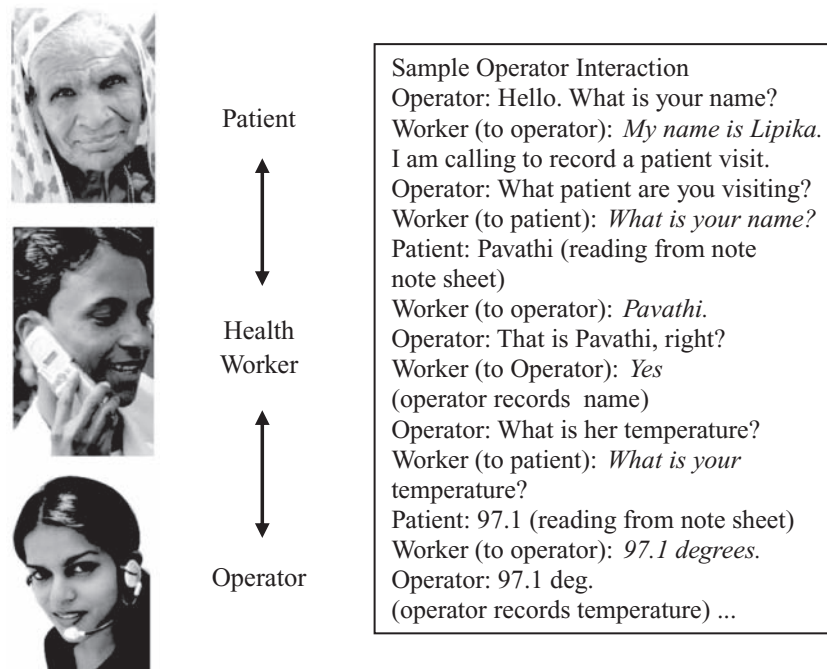 Patient
Health
Worker
Operator
Sample Operator Interaction
Operator: Hello. What is your name?
Worker (to operator): My name is Lipika.
I am calling to record a patient visit.
Operator: What patient are you visiting?
Worker (to patient): What is your name?
Patient: Pavathi (reading from note
note sheet)
Worker (to operator): Pavathi.
Operator: That is Pavathi, right?
Worker (to Operator): Yes
(operator records name)
Operator: What is her temperature?
Worker (to patient): What is your
temperature?
Patient: 97.1 (reading from note sheet)
Worker (to operator): 97.1 degrees.
Operator: 97.1 deg.
(operator records temperature) ...